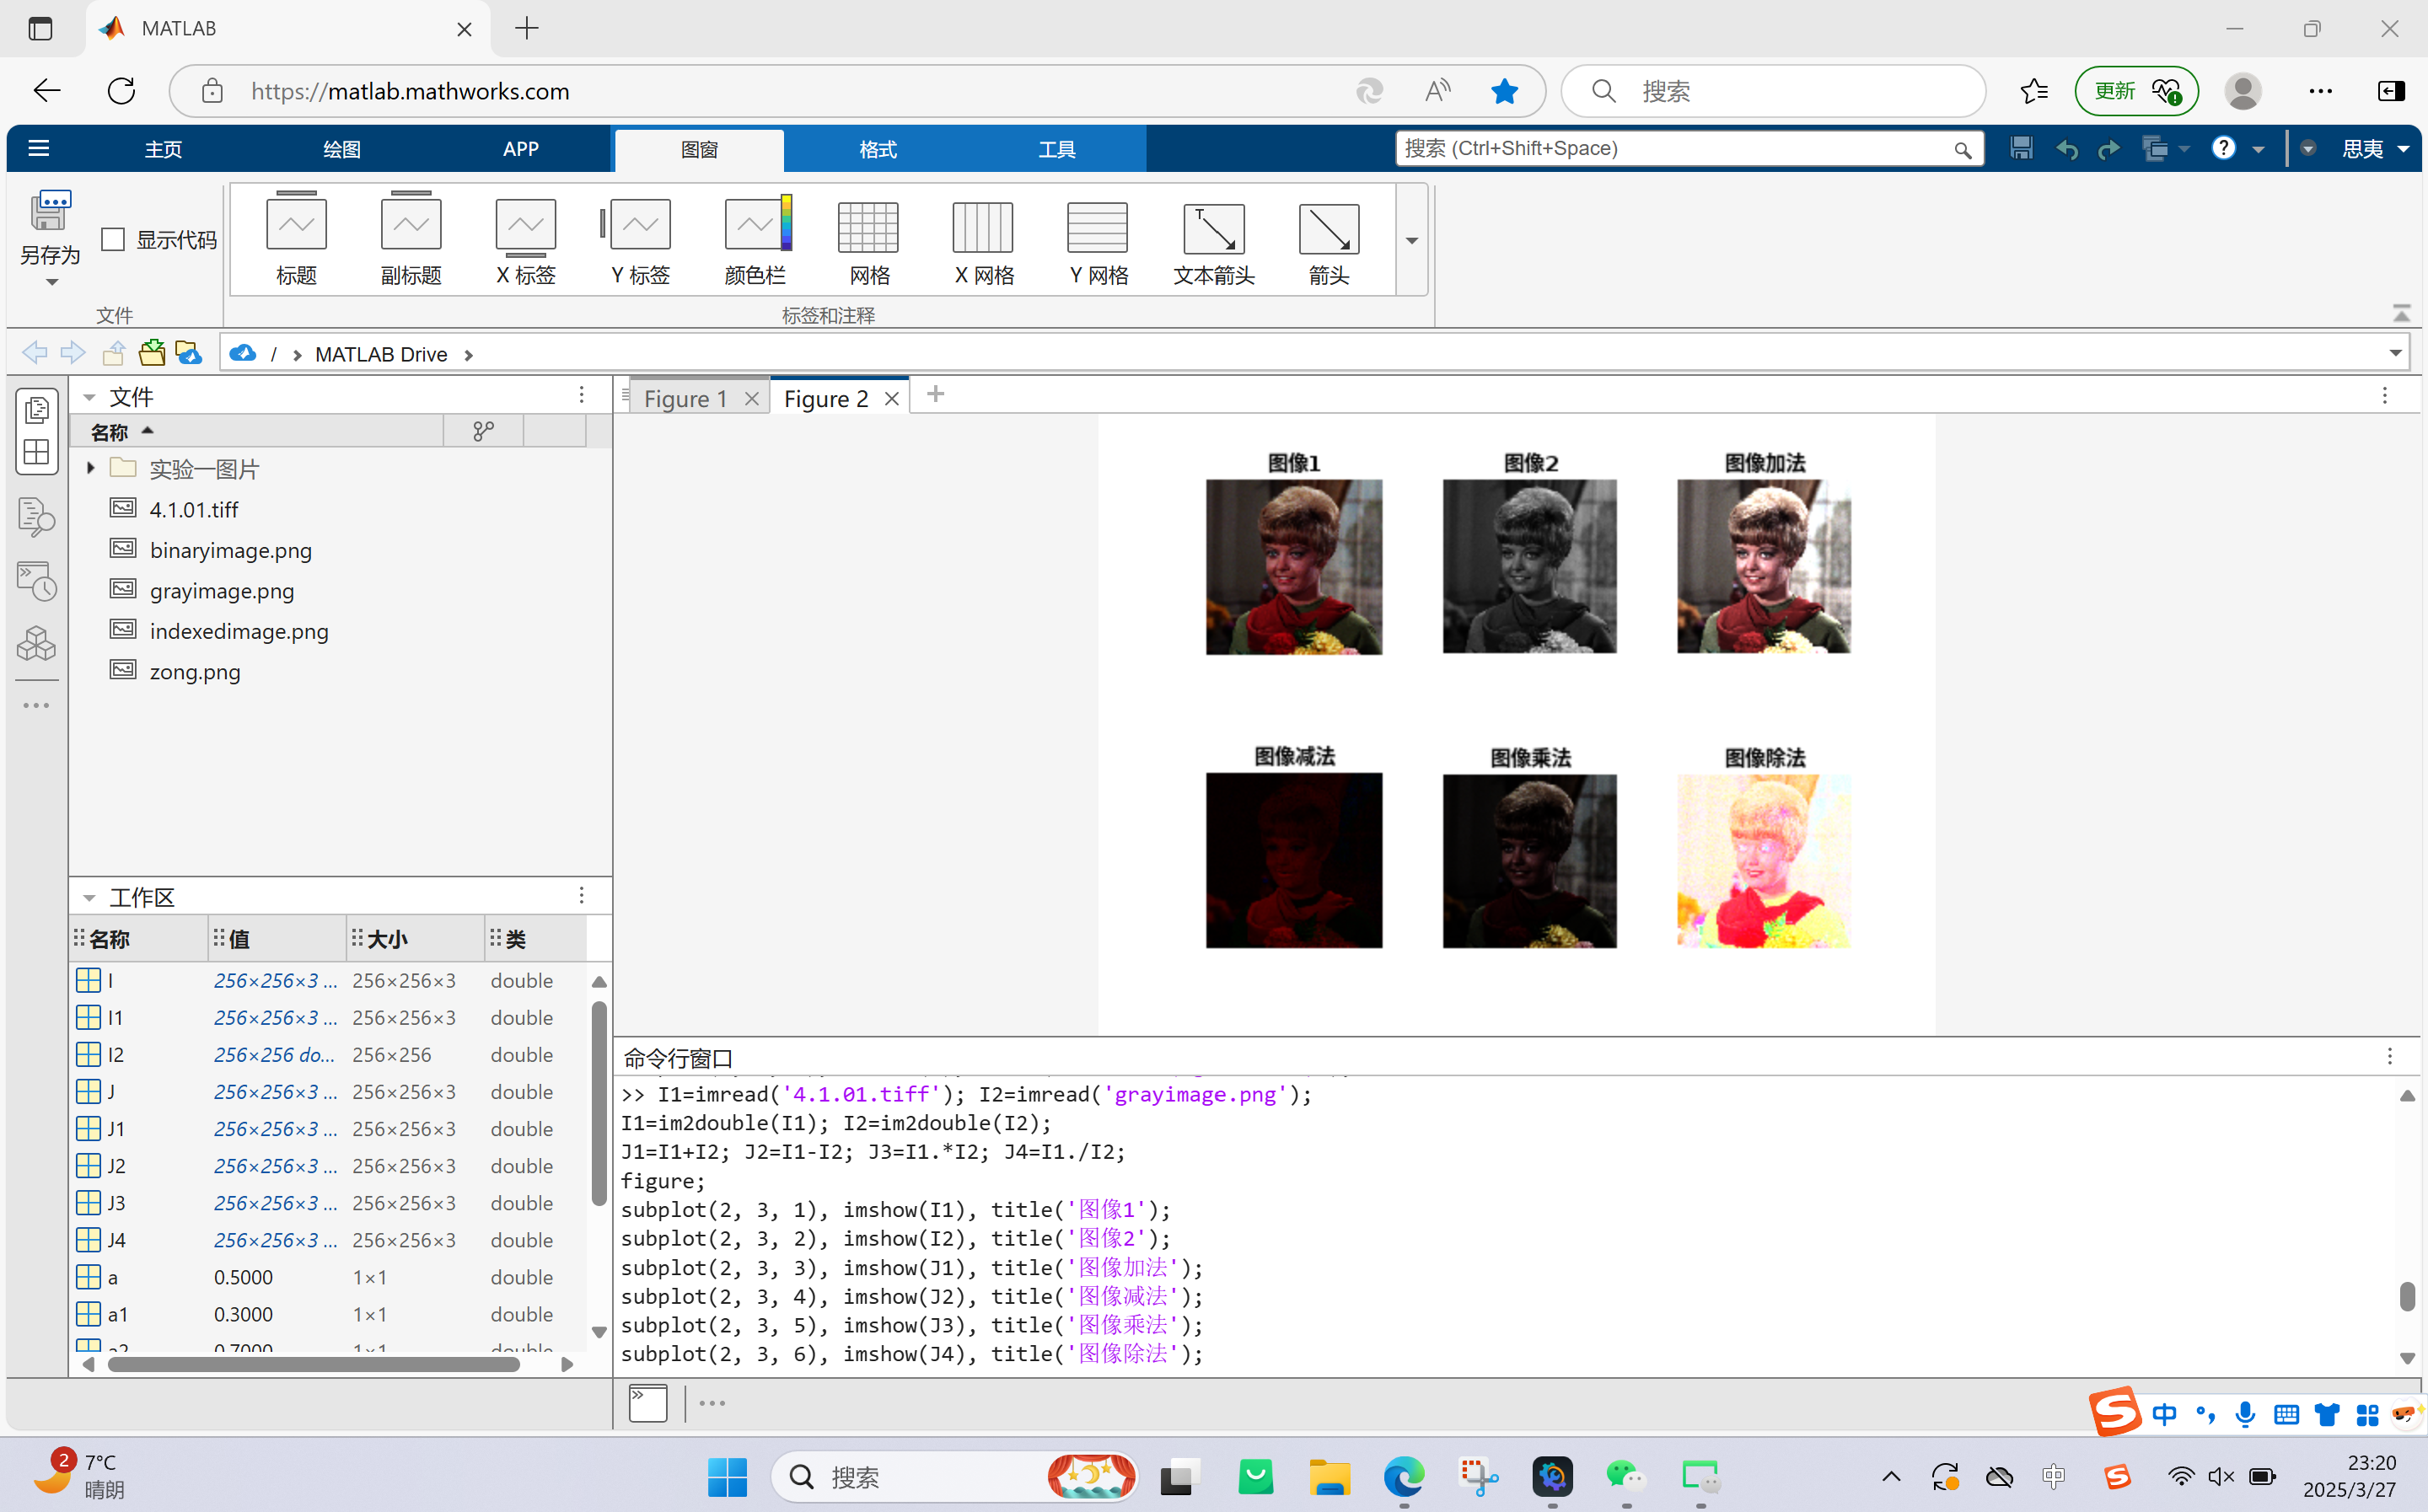 MATLAB
https://matlab.mathworks.com
搜索
更新
主页
绘图
APP
图窗
格式
工具
搜索 (Ctrl+Shift+Space)
思夷
另存为
显示代码
标题
副标题
X 标签
Y 标签
颜色栏
网格
X 网格
Y 网格
文本箭头
箭头
文件
标签和注释
/ MATLAB Drive
文件
名称
实验一图片
4.1.01.tiff
binaryimage.png
grayimage.png
indexedimage.png
zong.png
Figure 1
Figure 2
图像1
图像2
图像加法
图像减法
图像乘法
图像除法
工作区
名称 值 大小 类
I 256×256×3 ... 256×256×3 double
I1 256×256×3 ... 256×256×3 double
I2 256×256 do... 256×256 double
J 256×256×3 ... 256×256×3 double
J1 256×256×3 ... 256×256×3 double
J2 256×256×3 ... 256×256×3 double
J3 256×256×3 ... 256×256×3 double
J4 256×256×3 ... 256×256×3 double
a 0.5000 1×1 double
a1 0.3000 1×1 double
a2 0.7000 1×1 double
命令行窗口
>> I1=imread('4.1.01.tiff'); I2=imread('grayimage.png');
I1=im2double(I1); I2=im2double(I2);
J1=I1+I2; J2=I1-I2; J3=I1.*I2; J4=I1./I2;
figure;
subplot(2, 3, 1), imshow(I1), title('图像1');
subplot(2, 3, 2), imshow(I2), title('图像2');
subplot(2, 3, 3), imshow(J1), title('图像加法');
subplot(2, 3, 4), imshow(J2), title('图像减法');
subplot(2, 3, 5), imshow(J3), title('图像乘法');
subplot(2, 3, 6), imshow(J4), title('图像除法');
中
2
7°C
晴朗
搜索
中
23:20
2025/3/27